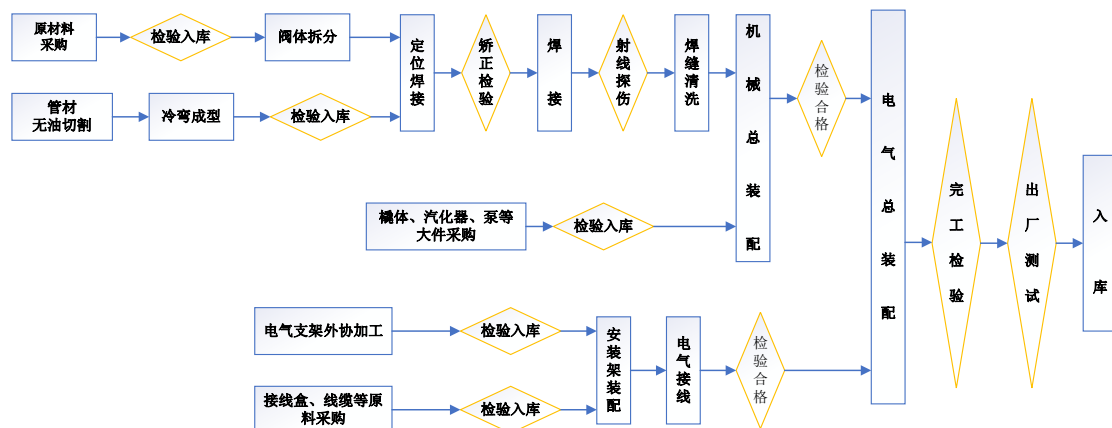 原材料
采购
检验入库
阀体拆分
定位焊接
矫正检验
焊接
射线探伤
焊缝清洗
机械总装配
检验合格
电气总装配
管材
无油切割
冷弯成型
检验入库
橇体、汽化器、泵等
大件采购
检验入库
完工检验
出厂测试
入库
电气支架外协加工
检验入库
安装架装配
电气接线
检验合格
接线盒、线缆等原
料采购
检验入库